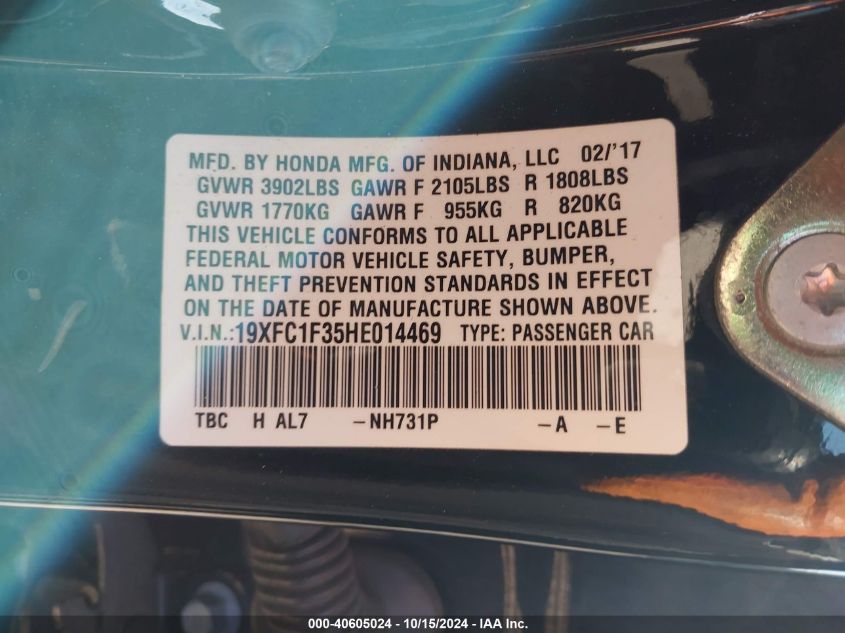 MFD. BY HONDA MFG. OF INDIANA, LLC 02/'17
GVWR 3902LBS GAWR F 2105LBS R 1808LBS
GVWR 1770KG GAWR F 955KG R 820KG
THIS VEHICLE CONFORMS TO ALL APPLICABLE
FEDERAL MOTOR VEHICLE SAFETY, BUMPER,
AND THEFT PREVENTION STANDARDS IN EFFECT
ON THE DATE OF MANUFACTURE SHOWN ABOVE.
V.I.N.:19XFC1F35HE014469 TYPE: PASSENGER CAR
TBC H AL7 -NH731P -A -E
000-40605024 - 10/15/2024 - IAA Inc.